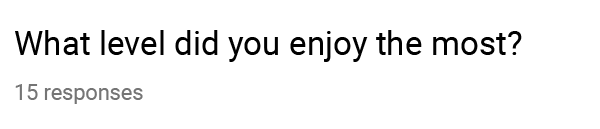 What level did you enjoy the most?
15 responses